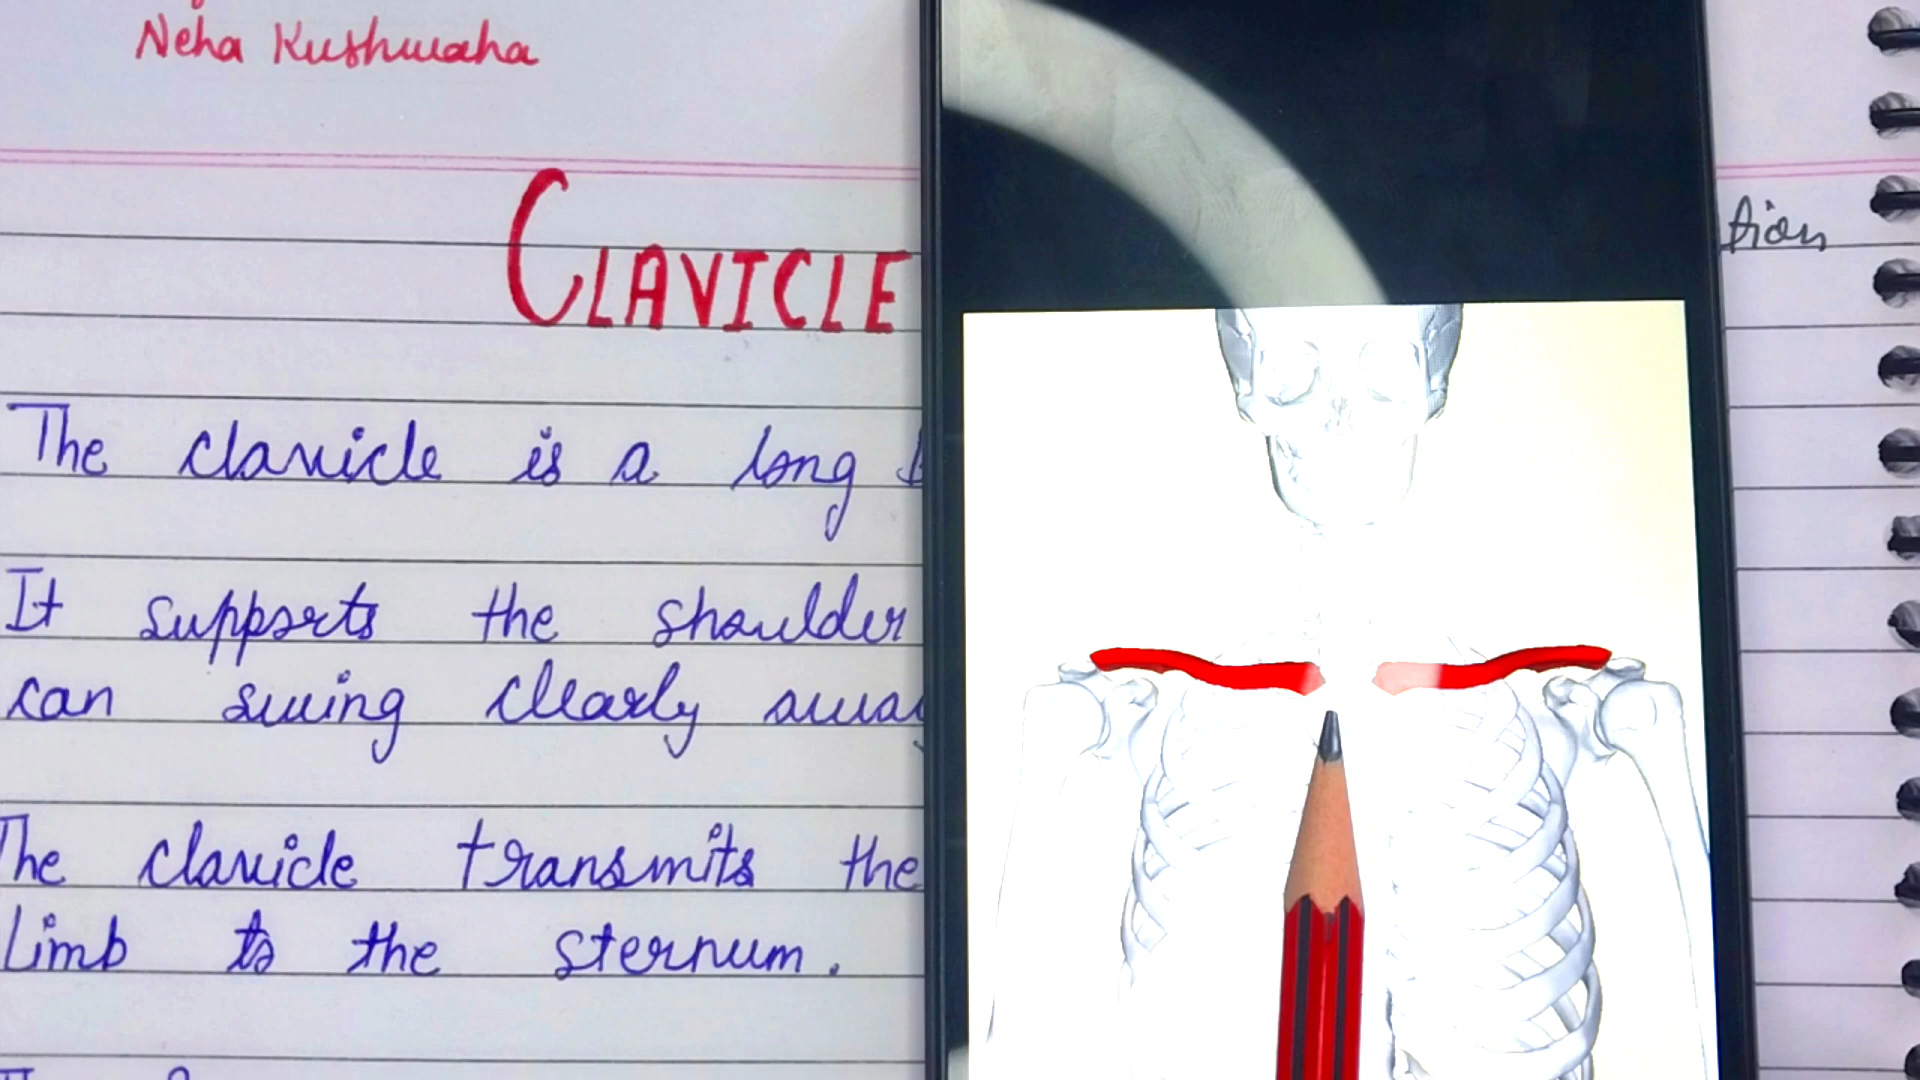 Neha Kushwaha
CLAVICLE
The clavicle is a long
It supports the shoulder
can swing clearly
The clavicle transmits the
limb to the sternum.